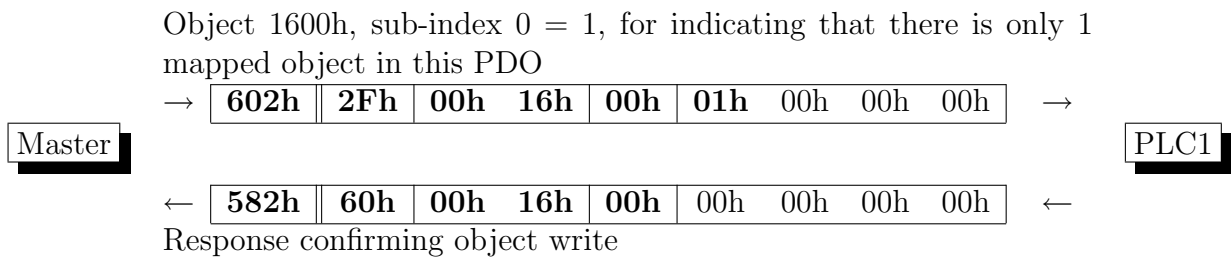 Object 1600h, sub-index 0 = 1, for indicating that there is only 1
mapped object in this PDO
→ 602h 2Fh 00h 16h 00h 01h 00h 00h 00h →
Master PLC1
← 582h 60h 00h 16h 00h 00h 00h 00h 00h ←
Response confirming object write